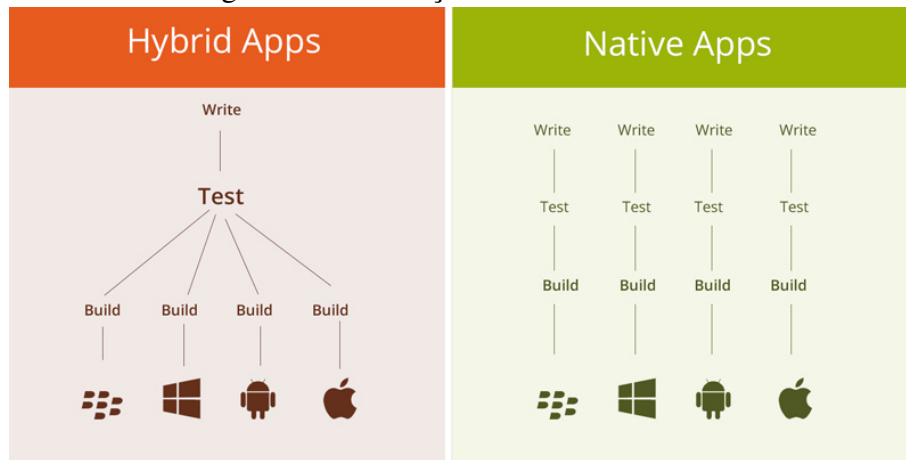 Hybrid Apps
Write
Test
Build Build Build Build
Native Apps
Write Write Write Write
Test Test Test Test
Build Build Build Build